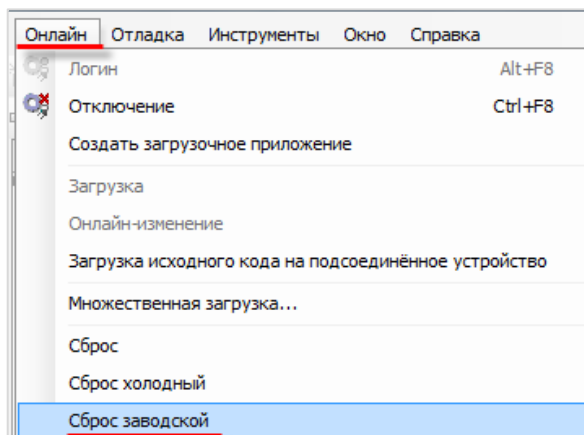 Онлайн Отладка Инструменты Окно Справка
Логин Alt+F8
Отключение Ctrl+F8
Создать загрузочное приложение
Загрузка
Онлайн-изменение
Загрузка исходного кода на подсоединённое устройство
Множественная загрузка...
Сброс
Сброс холодный
Сброс заводской